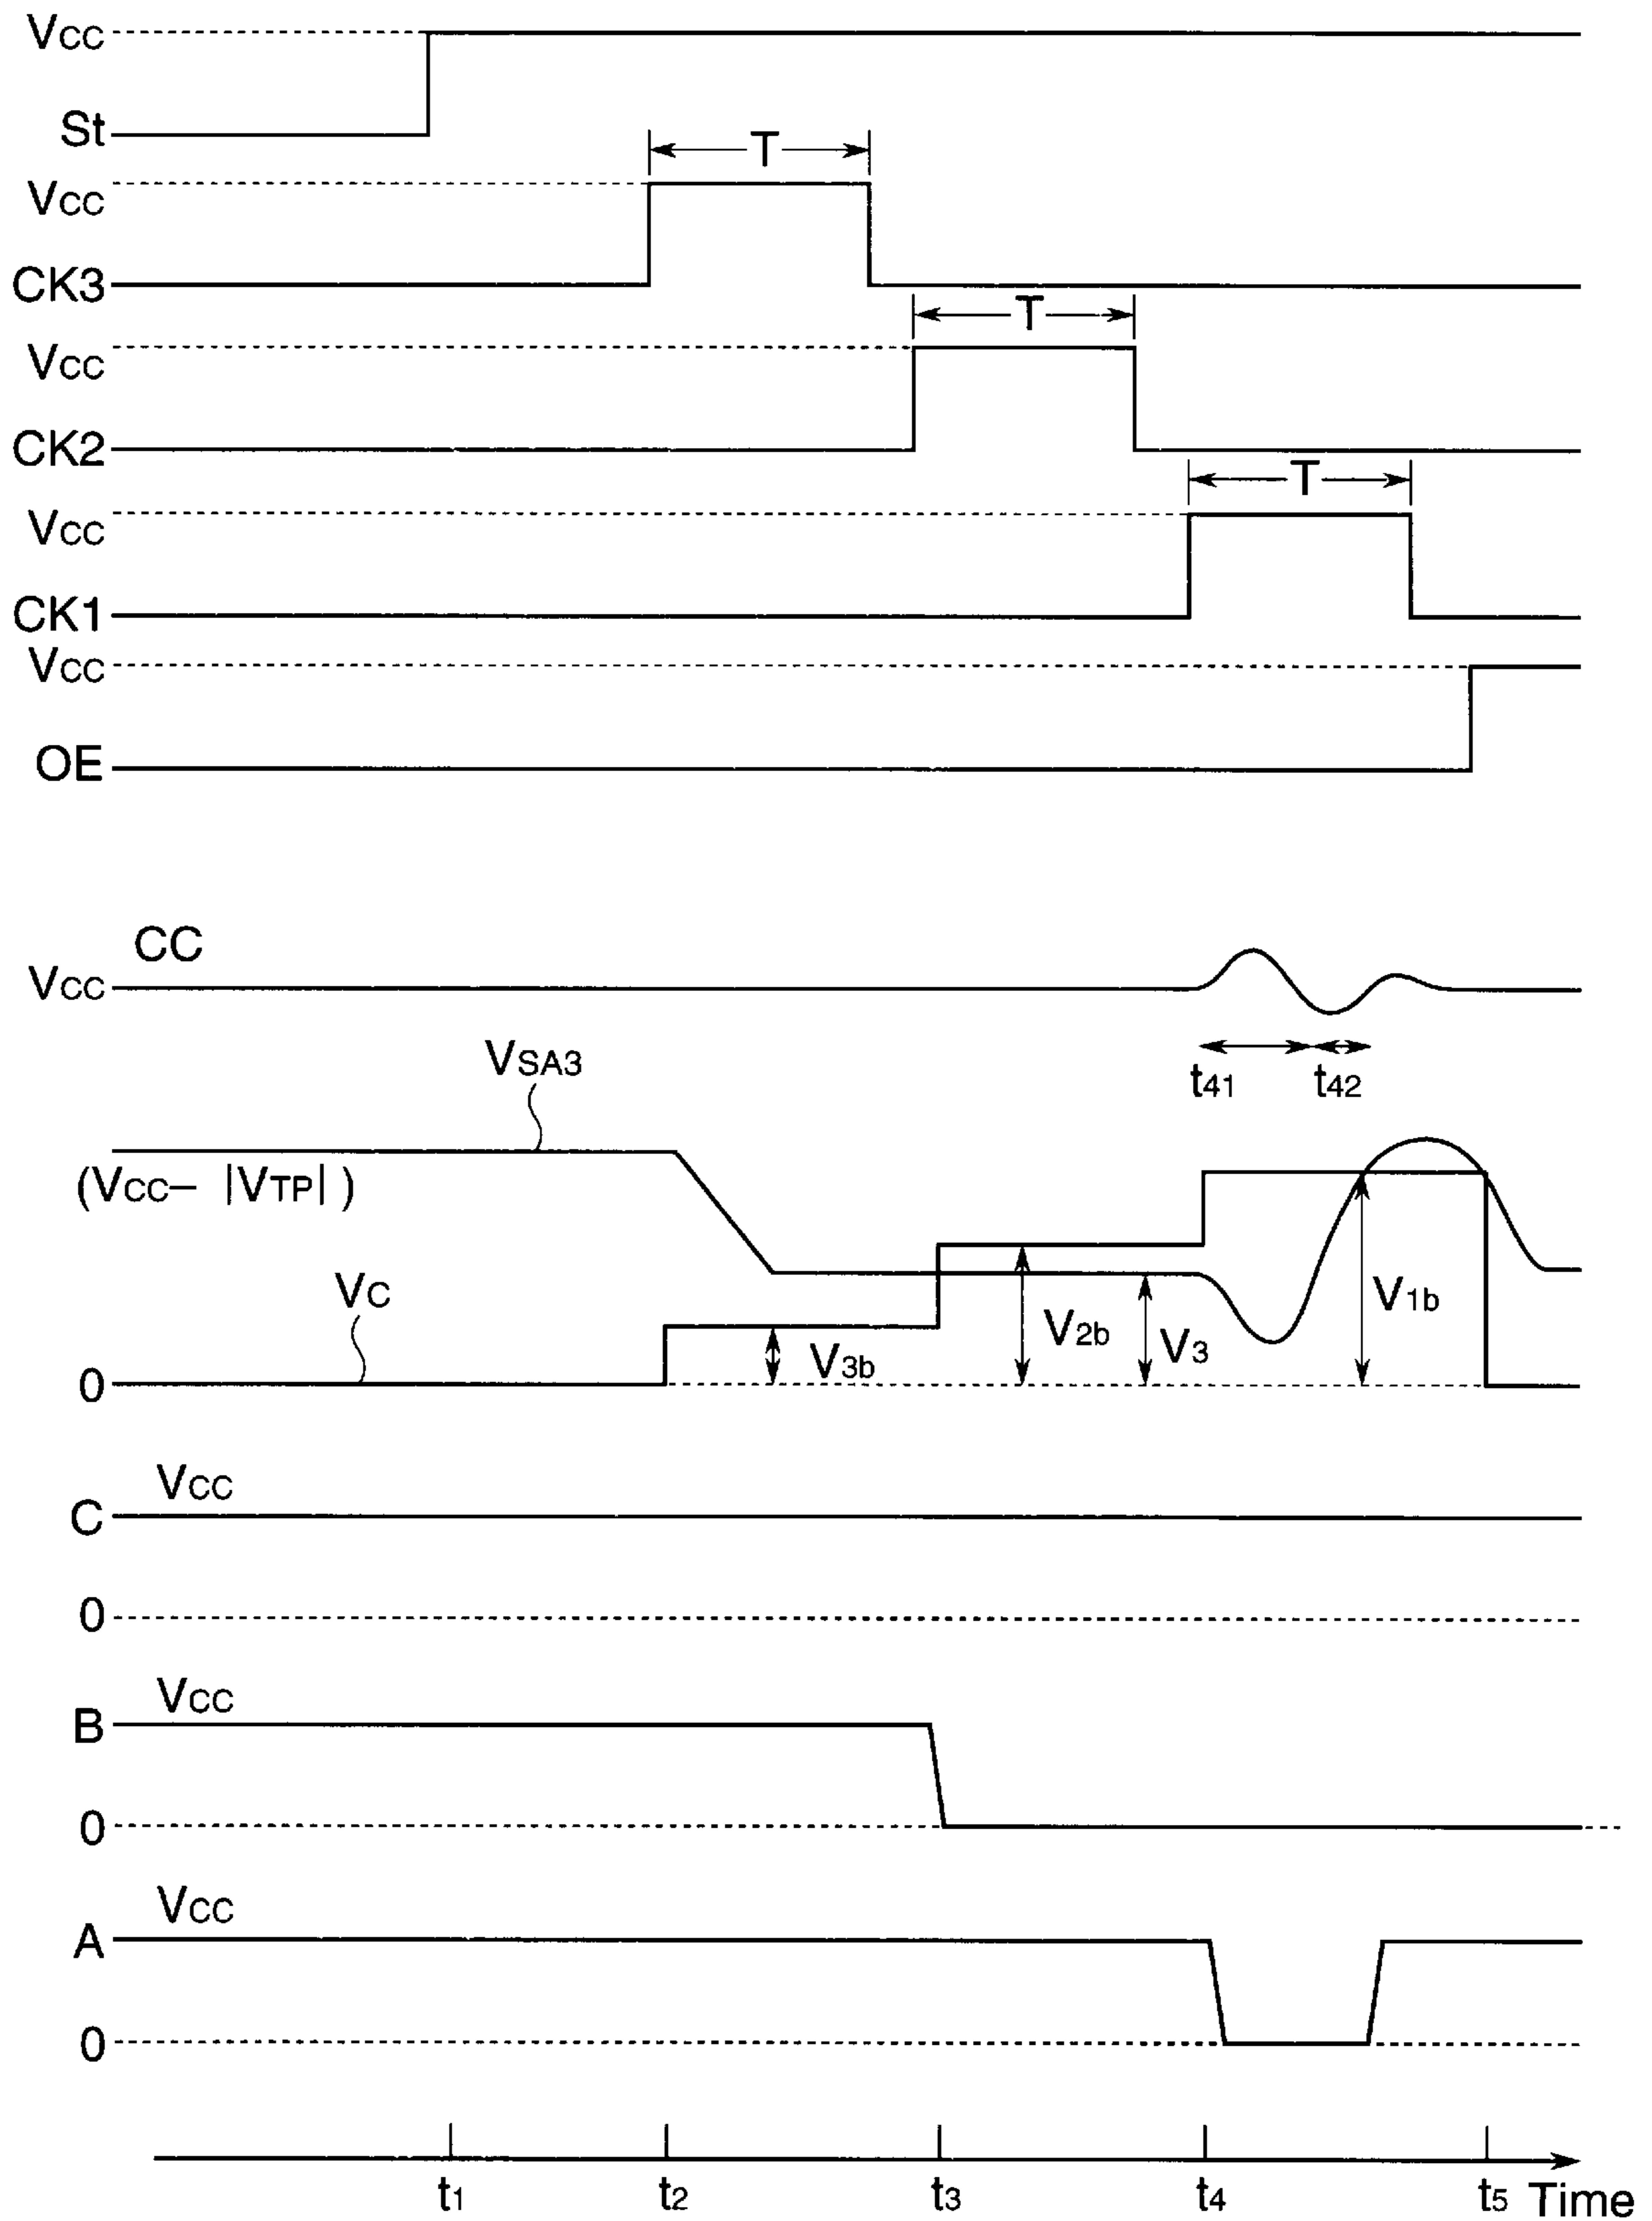 Vcc
St
T
Vcc
CK3
T
Vcc
CK2
T
Vcc
CK1
Vcc
OE
CC
Vcc
VSA3
t41 t42
(Vcc- |VTP|)
Vc
V3b
V2b
V3
V1b
0
Vcc
C
0
Vcc
B
0
Vcc
A
0
t1 t2 t3 t4 t5 Time